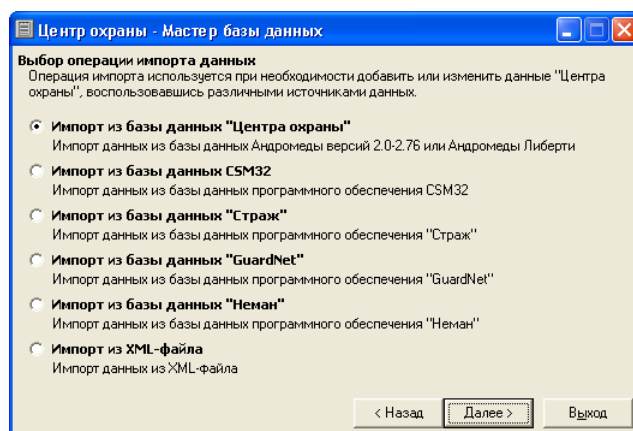 Центр охраны - Мастер базы данных
Выбор операции импорта данных
Операция импорта используется при необходимости добавить или изменить данные "Центра
охраны", воспользовавшись различными источниками данных.
Импорт из базы данных "Центра охраны"
Импорт данных из базы данных Андромеды версий 2.0-2.76 или Андромеды Либерти
Импорт из базы данных CSM32
Импорт данных из базы данных программного обеспечения CSM32
Импорт из базы данных "Страж"
Импорт данных из базы данных программного обеспечения "Страж"
Импорт из базы данных "GuardNet"
Импорт данных из базы данных программного обеспечения "GuardNet"
Импорт из базы данных "Неман"
Импорт данных из базы данных программного обеспечения "Неман"
Импорт из XML-файла
Импорт данных из XML-файла
< Назад Далее > Выход